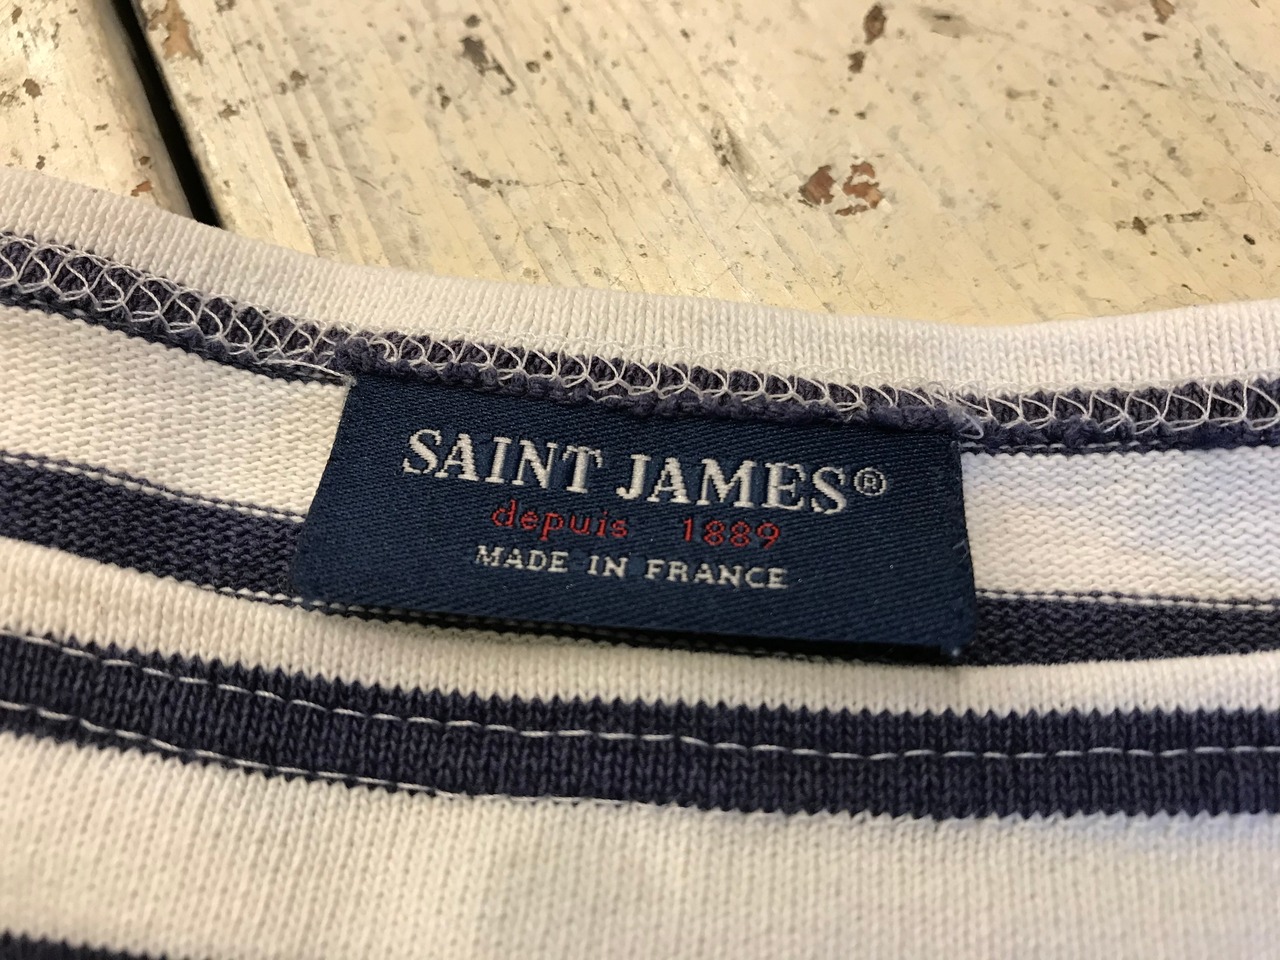 SAINT JAMES®
depuis 1889
MADE IN FRANCE